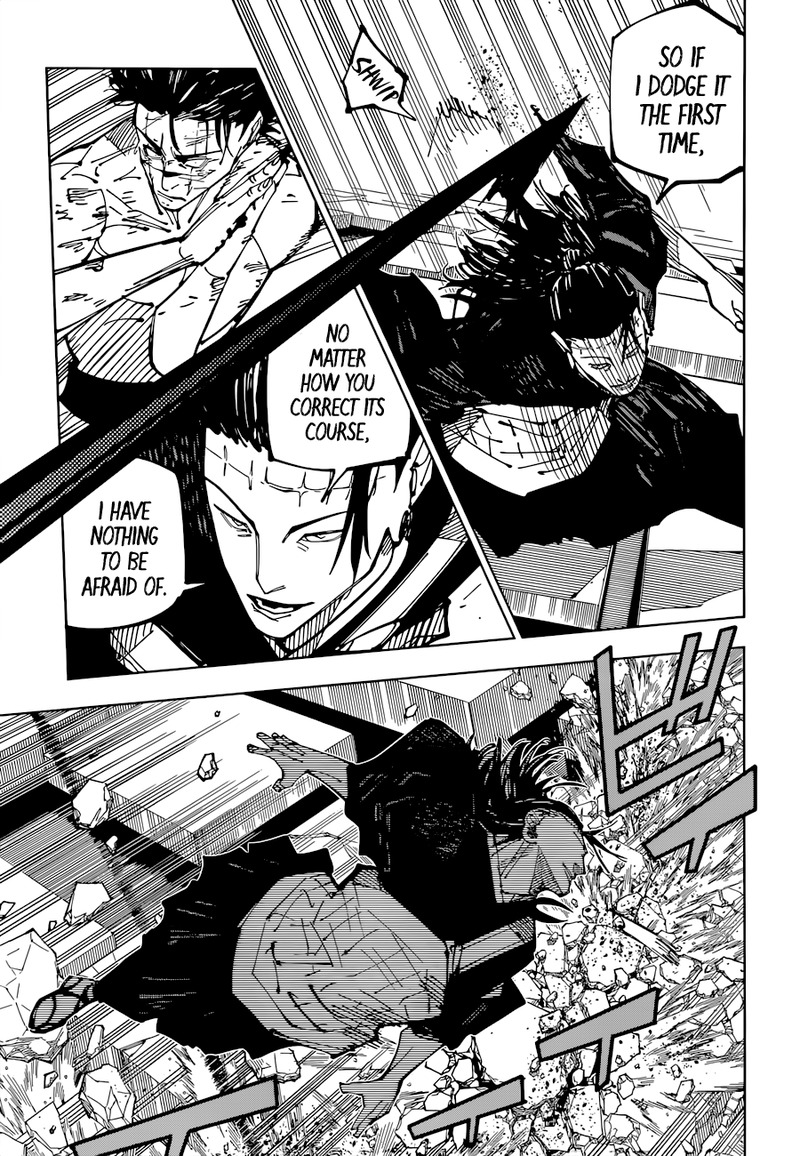 SO IF
I DODGE IT
THE FIRST
TIME,
SHVIP
NO
MATTER
HOW YOU
CORRECT ITS
COURSE,
I HAVE
NOTHING
TO BE
AFRAID OF.